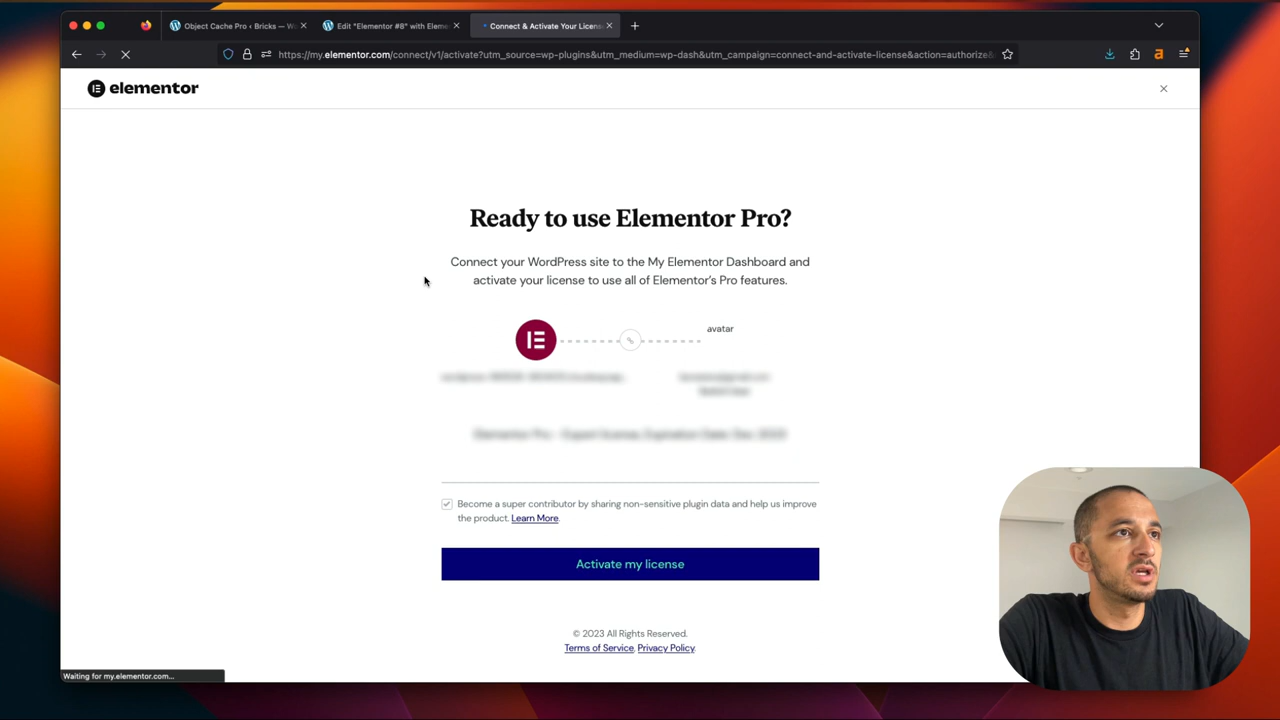 Object Cache Pro ‹ Bricks — W
Edit "Elementor #8" with Eleme
Connect & Activate Your License
https://my.elementor.com/connect/v1/activate?utm_source=wp-plugins&utm_medium=wp-dash&utm_campaign=connect-and-activate-license&action=authorize&
elementor
Ready to use Elementor Pro?
Connect your WordPress site to the My Elementor Dashboard and
activate your license to use all of Elementor's Pro features.
avatar
Become a super contributor by sharing non-sensitive plugin data and help us improve
the product. Learn More.
Activate my license
© 2023 All Rights Reserved.
Terms of Service. Privacy Policy.
Waiting for my.elementor.com...